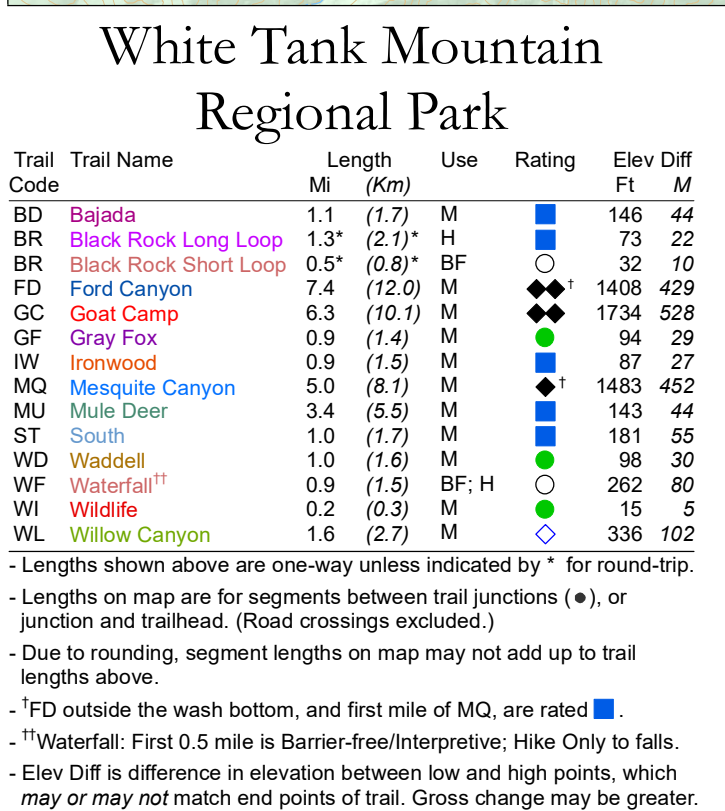 White Tank Mountain
Regional Park
Trail Trail Name Length Use Rating Elev Diff
Code Mi (Km) Ft M
BD Bajada 1.1 (1.7) M 146 44
BR Black Rock Long Loop 1.3* (2.1)* H 73 22
BR Black Rock Short Loop 0.5* (0.8)* BF 32 10
FD Ford Canyon 7.4 (12.0) M † 1408 429
GC Goat Camp 6.3 (10.1) M 1734 528
GF Gray Fox 0.9 (1.4) M 94 29
IW Ironwood 0.9 (1.5) M 87 27
MQ Mesquite Canyon 5.0 (8.1) M † 1483 452
MU Mule Deer 3.4 (5.5) M 143 44
ST South 1.0 (1.7) M 181 55
WD Waddell 1.0 (1.6) M 98 30
WF Waterfall†† 0.9 (1.5) BF; H 262 80
WI Wildlife 0.2 (0.3) M 15 5
WL Willow Canyon 1.6 (2.7) M 336 102
- Lengths shown above are one-way unless indicated by * for round-trip.
- Lengths on map are for segments between trail junctions (●), or
junction and trailhead. (Road crossings excluded.)
- Due to rounding, segment lengths on map may not add up to trail
lengths above.
- †FD outside the wash bottom, and first mile of MQ, are rated .
- ††Waterfall: First 0.5 mile is Barrier-free/Interpretive; Hike Only to falls.
- Elev Diff is difference in elevation between low and high points, which
may or may not match end points of trail. Gross change may be greater.